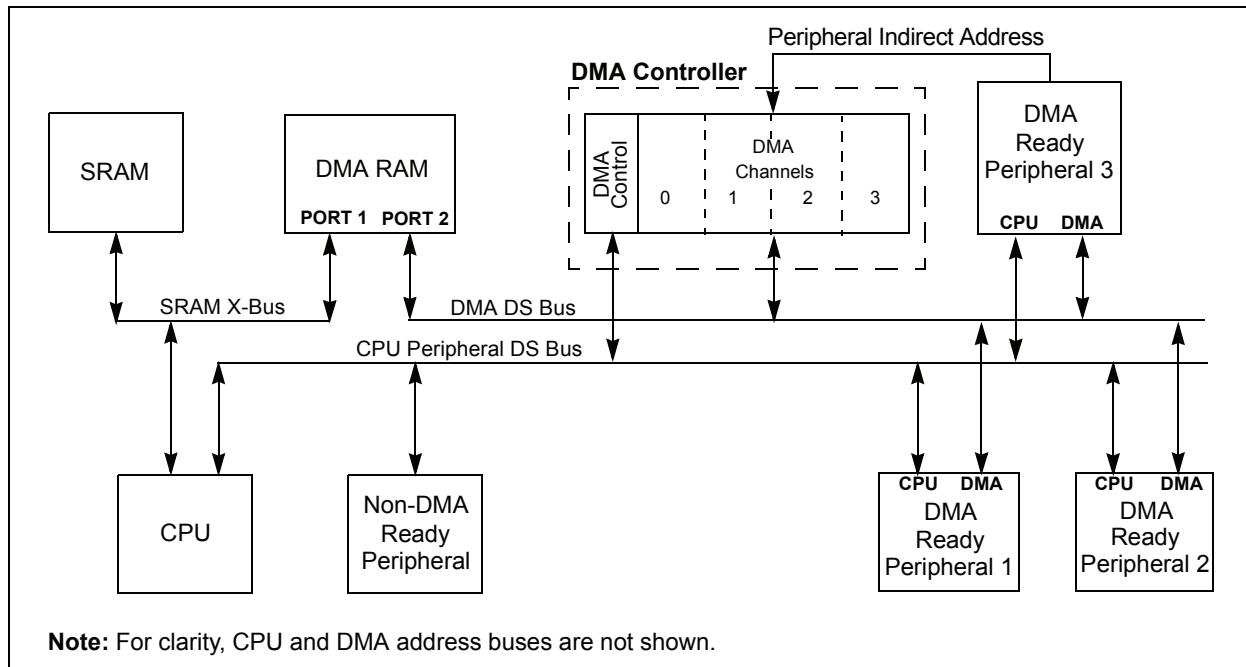 Peripheral Indirect Address
DMA Controller
SRAM
DMA RAM
PORT 1 PORT 2
DMA
Control
DMA
Channels
0 1 2 3
DMA
Ready
Peripheral 3
CPU DMA
SRAM X-Bus
DMA DS Bus
CPU Peripheral DS Bus
CPU
Non-DMA
Ready
Peripheral
CPU DMA
DMA
Ready
Peripheral 1
CPU DMA
DMA
Ready
Peripheral 2
Note: For clarity, CPU and DMA address buses are not shown.